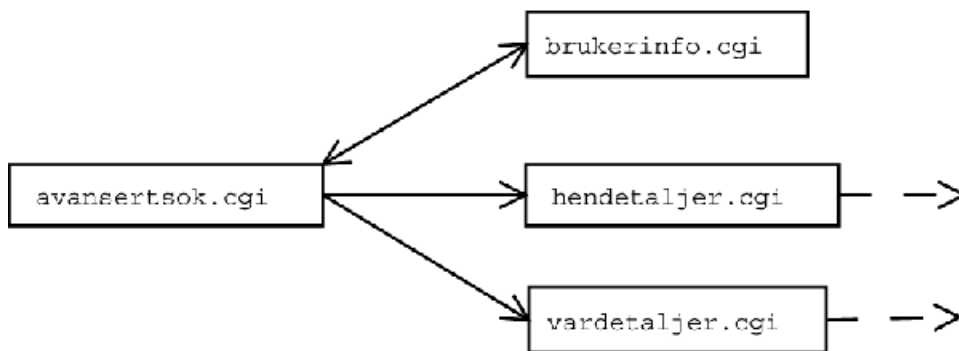 brukerinfo.cgi
avansertsok.cgi
hendetaljer.cgi
vardetaljer.cgi